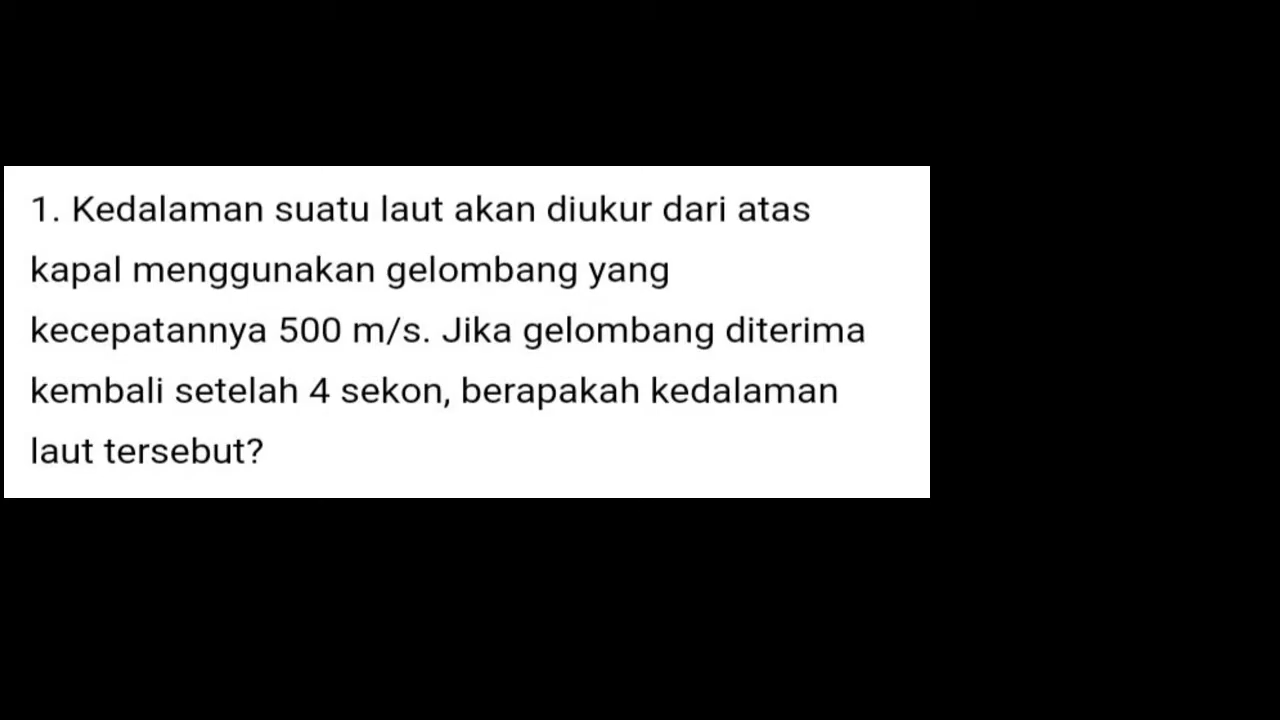 1. Kedalaman suatu laut akan diukur dari atas
kapal menggunakan gelombang yang
kecepatannya 500 m/s. Jika gelombang diterima
kembali setelah 4 sekon, berapakah kedalaman
laut tersebut?